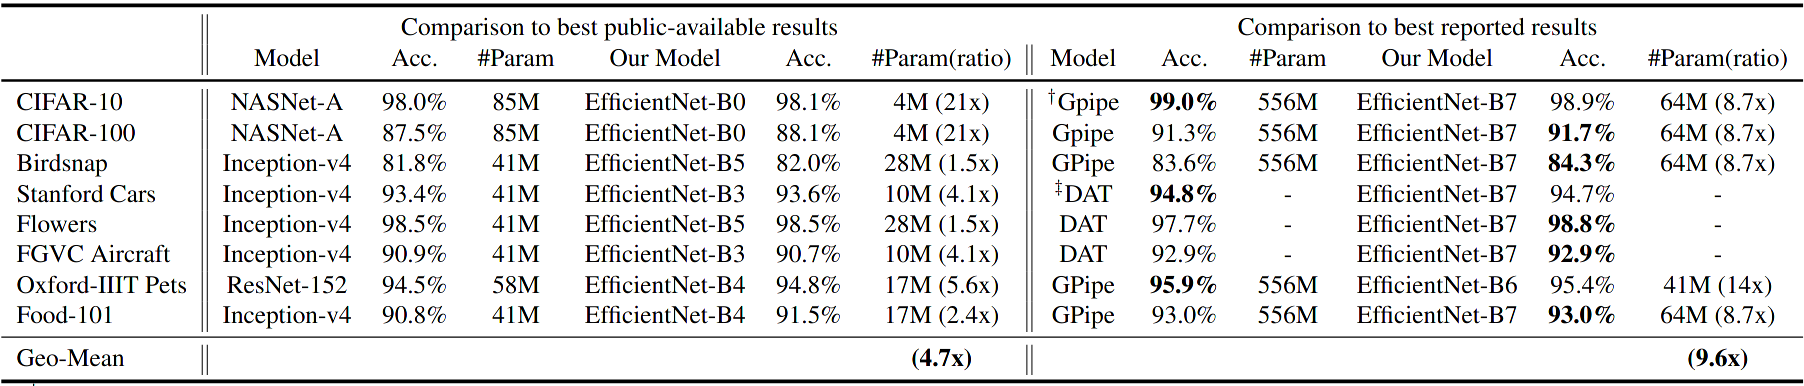 Comparison to best public-available results Comparison to best reported results
Model Acc. #Param Our Model Acc. #Param(ratio) Model Acc. #Param Our Model Acc. #Param(ratio)
CIFAR-10 NASNet-A 98.0% 85M EfficientNet-B0 98.1% 4M (21x) †Gpipe 99.0% 556M EfficientNet-B7 98.9% 64M (8.7x)
CIFAR-100 NASNet-A 87.5% 85M EfficientNet-B0 88.1% 4M (21x) Gpipe 91.3% 556M EfficientNet-B7 91.7% 64M (8.7x)
Birdsnap Inception-v4 81.8% 41M EfficientNet-B5 82.0% 28M (1.5x) GPipe 83.6% 556M EfficientNet-B7 84.3% 64M (8.7x)
Stanford Cars Inception-v4 93.4% 41M EfficientNet-B3 93.6% 10M (4.1x) ‡DAT 94.8% - EfficientNet-B7 94.7% -
Flowers Inception-v4 98.5% 41M EfficientNet-B5 98.5% 28M (1.5x) DAT 97.7% - EfficientNet-B7 98.8% -
FGVC Aircraft Inception-v4 90.9% 41M EfficientNet-B3 90.7% 10M (4.1x) DAT 92.9% - EfficientNet-B7 92.9% -
Oxford-IIIT Pets ResNet-152 94.5% 58M EfficientNet-B4 94.8% 17M (5.6x) GPipe 95.9% 556M EfficientNet-B6 95.4% 41M (14x)
Food-101 Inception-v4 90.8% 41M EfficientNet-B4 91.5% 17M (2.4x) GPipe 93.0% 556M EfficientNet-B7 93.0% 64M (8.7x)
Geo-Mean (4.7x) (9.6x)